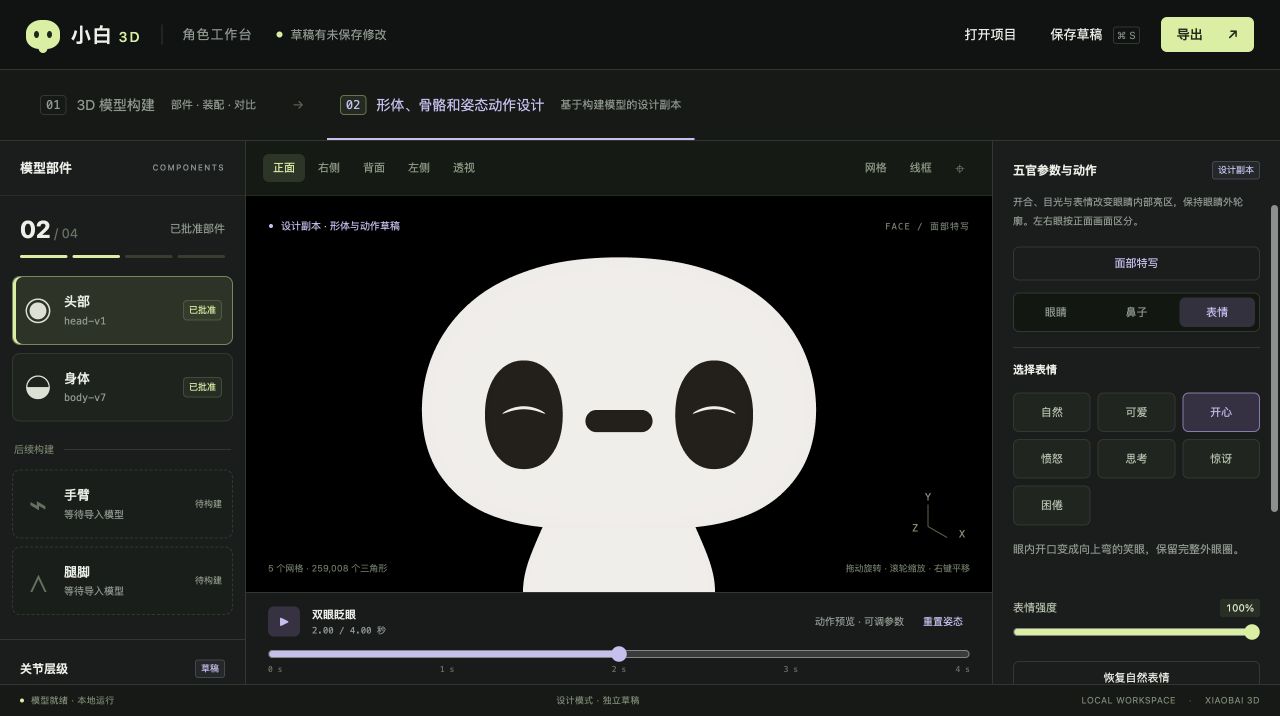 小白 3D
角色工作台
草稿有未保存修改
打开项目
保存草稿 ⌘ S
导出 ↗
01 3D 模型构建 部件 · 装配 · 对比
→
02 形体、骨骼和姿态动作设计 基于构建模型的设计副本
模型部件 COMPONENTS
02 / 04 已批准部件
头部
head-v1
已批准
身体
body-v7
已批准
后续构建
手臂
等待导入模型
待构建
腿脚
等待导入模型
待构建
关节层级 草稿
正面 右侧 背面 左侧 透视
网格 线框
设计副本 · 形体与动作草稿
FACE / 面部特写
Y
Z X
5 个网格 · 259,008 个三角形
拖动旋转 · 滚轮缩放 · 右键平移
双眼眨眼
2.00 / 4.00 秒
动作预览 · 可调参数 重置姿态
0 s 1 s 2 s 3 s 4 s
五官参数与动作 设计副本
开合、目光与表情改变眼睛内部亮区，保持眼睛外轮
廓。左右眼按正面画面区分。
面部特写
眼睛 鼻子 表情
选择表情
自然 可爱 开心
愤怒 思考 惊讶
困倦
眼内开口变成向上弯的笑眼，保留完整外眼圈。
表情强度 100%
恢复自然表情
模型就绪 · 本地运行
设计模式 · 独立草稿
LOCAL WORKSPACE · XIAOBAI 3D